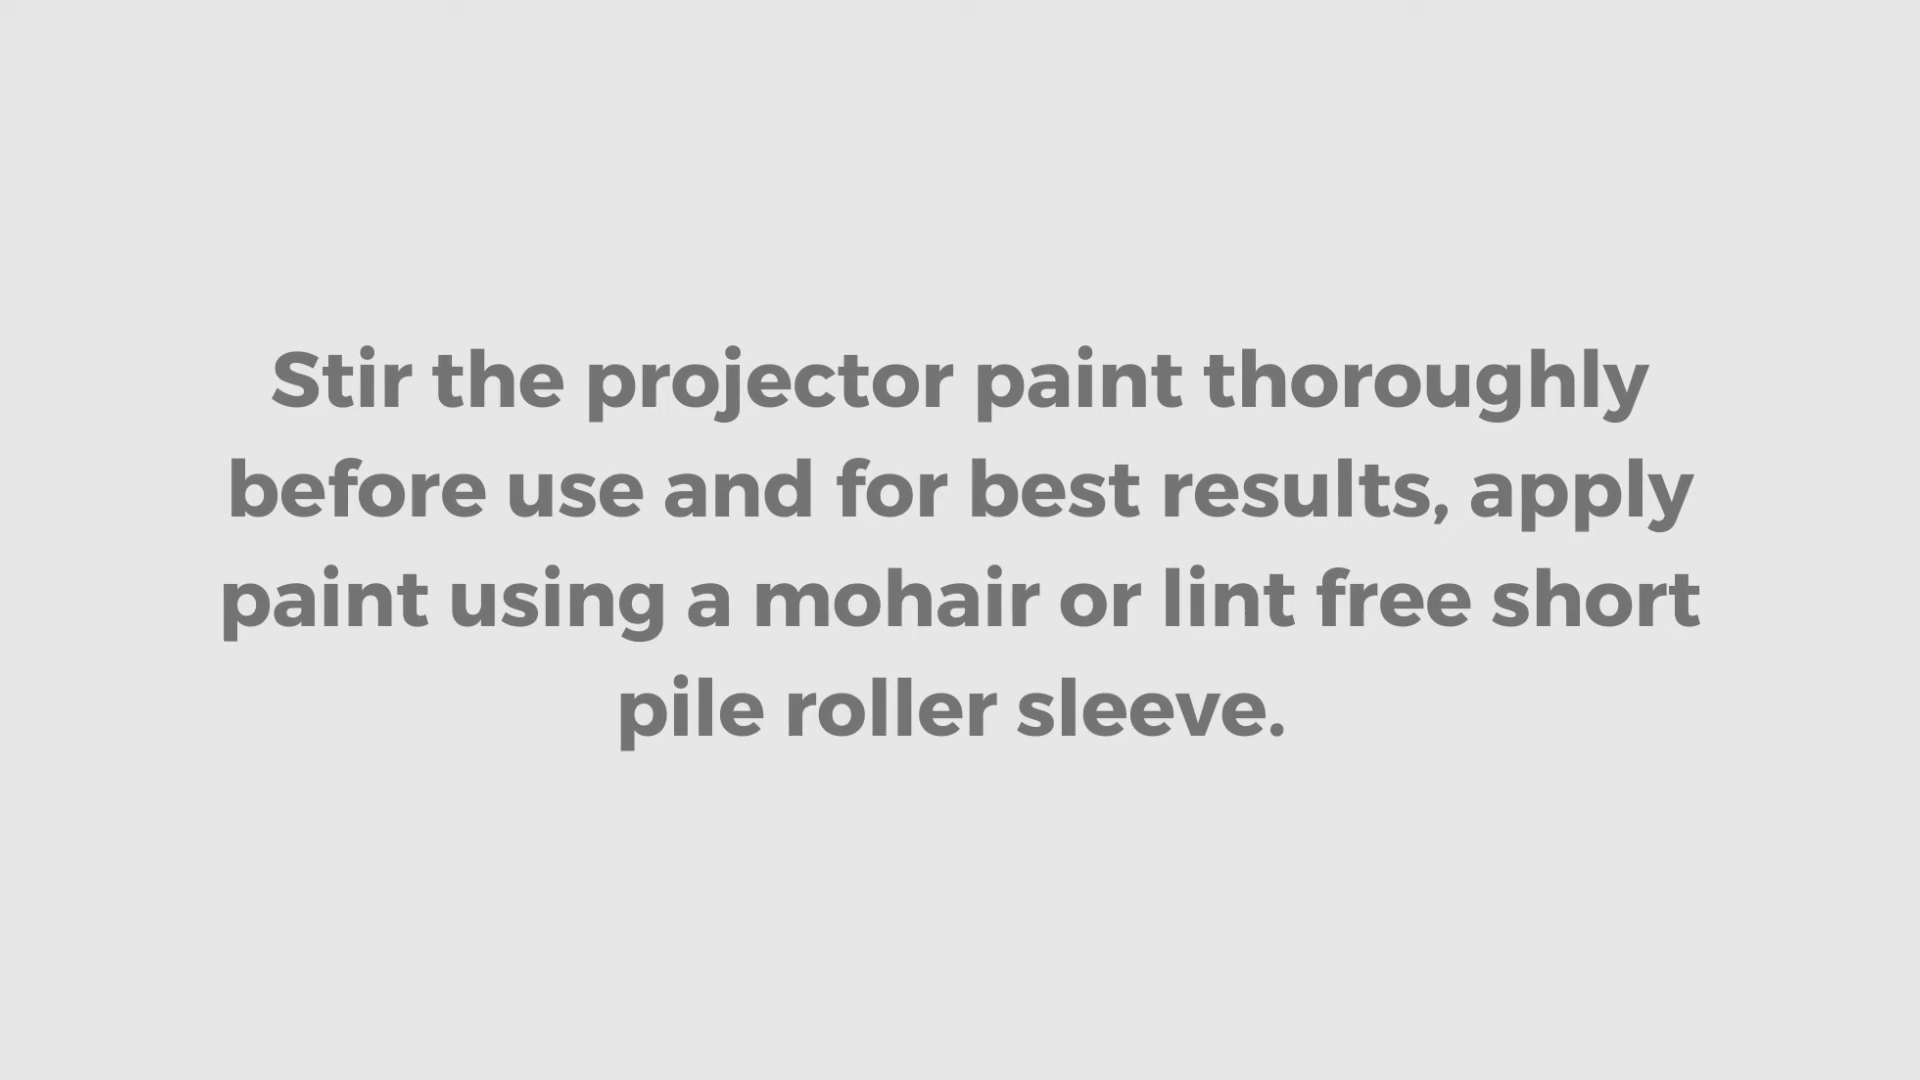 Stir the projector paint thoroughly
before use and for best results, apply
paint using a mohair or lint free short
pile roller sleeve.